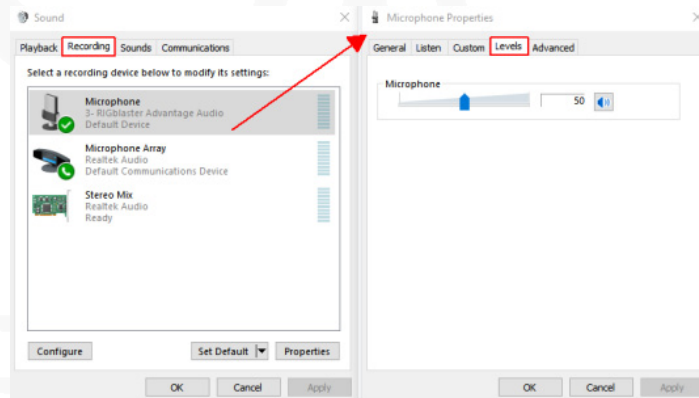 Sound
Playback Recording Sounds Communications
Select a recording device below to modify its settings:
Microphone
3- RIGblaster Advantage Audio
Default Device
Microphone Array
Realtek Audio
Default Communications Device
Stereo Mix
Realtek Audio
Ready
Configure Set Default Properties
OK Cancel Apply
Microphone Properties
General Listen Custom Levels Advanced
Microphone
50
OK Cancel Apply